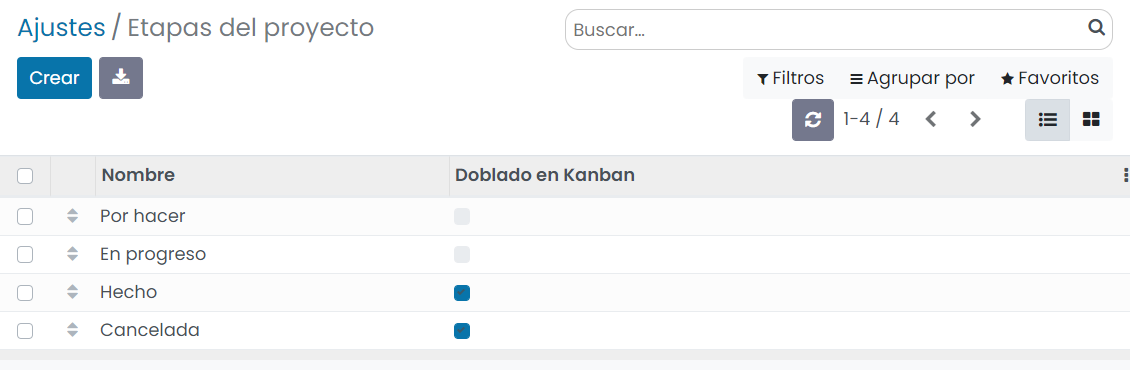 Ajustes / Etapas del proyecto
Buscar...
Crear
Filtros Agrupar por Favoritos
1-4 / 4
Nombre Doblado en Kanban
Por hacer
En progreso
Hecho
Cancelada